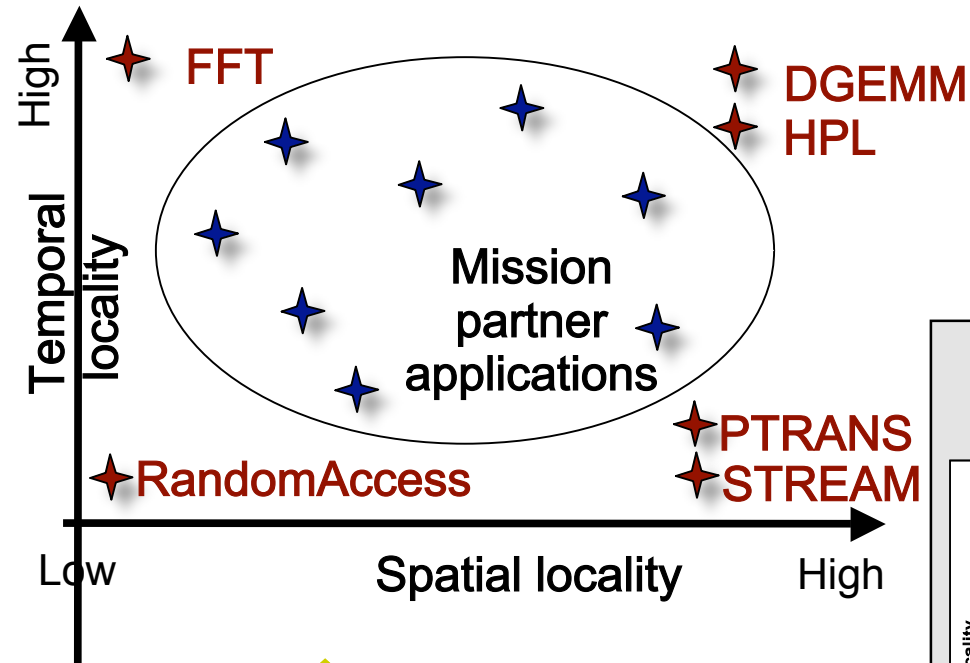 High
FFT
DGEMM
HPL
Temporal
locality
Mission
partner
applications
PTRANS
RandomAccess
STREAM
Low
Spatial locality
High